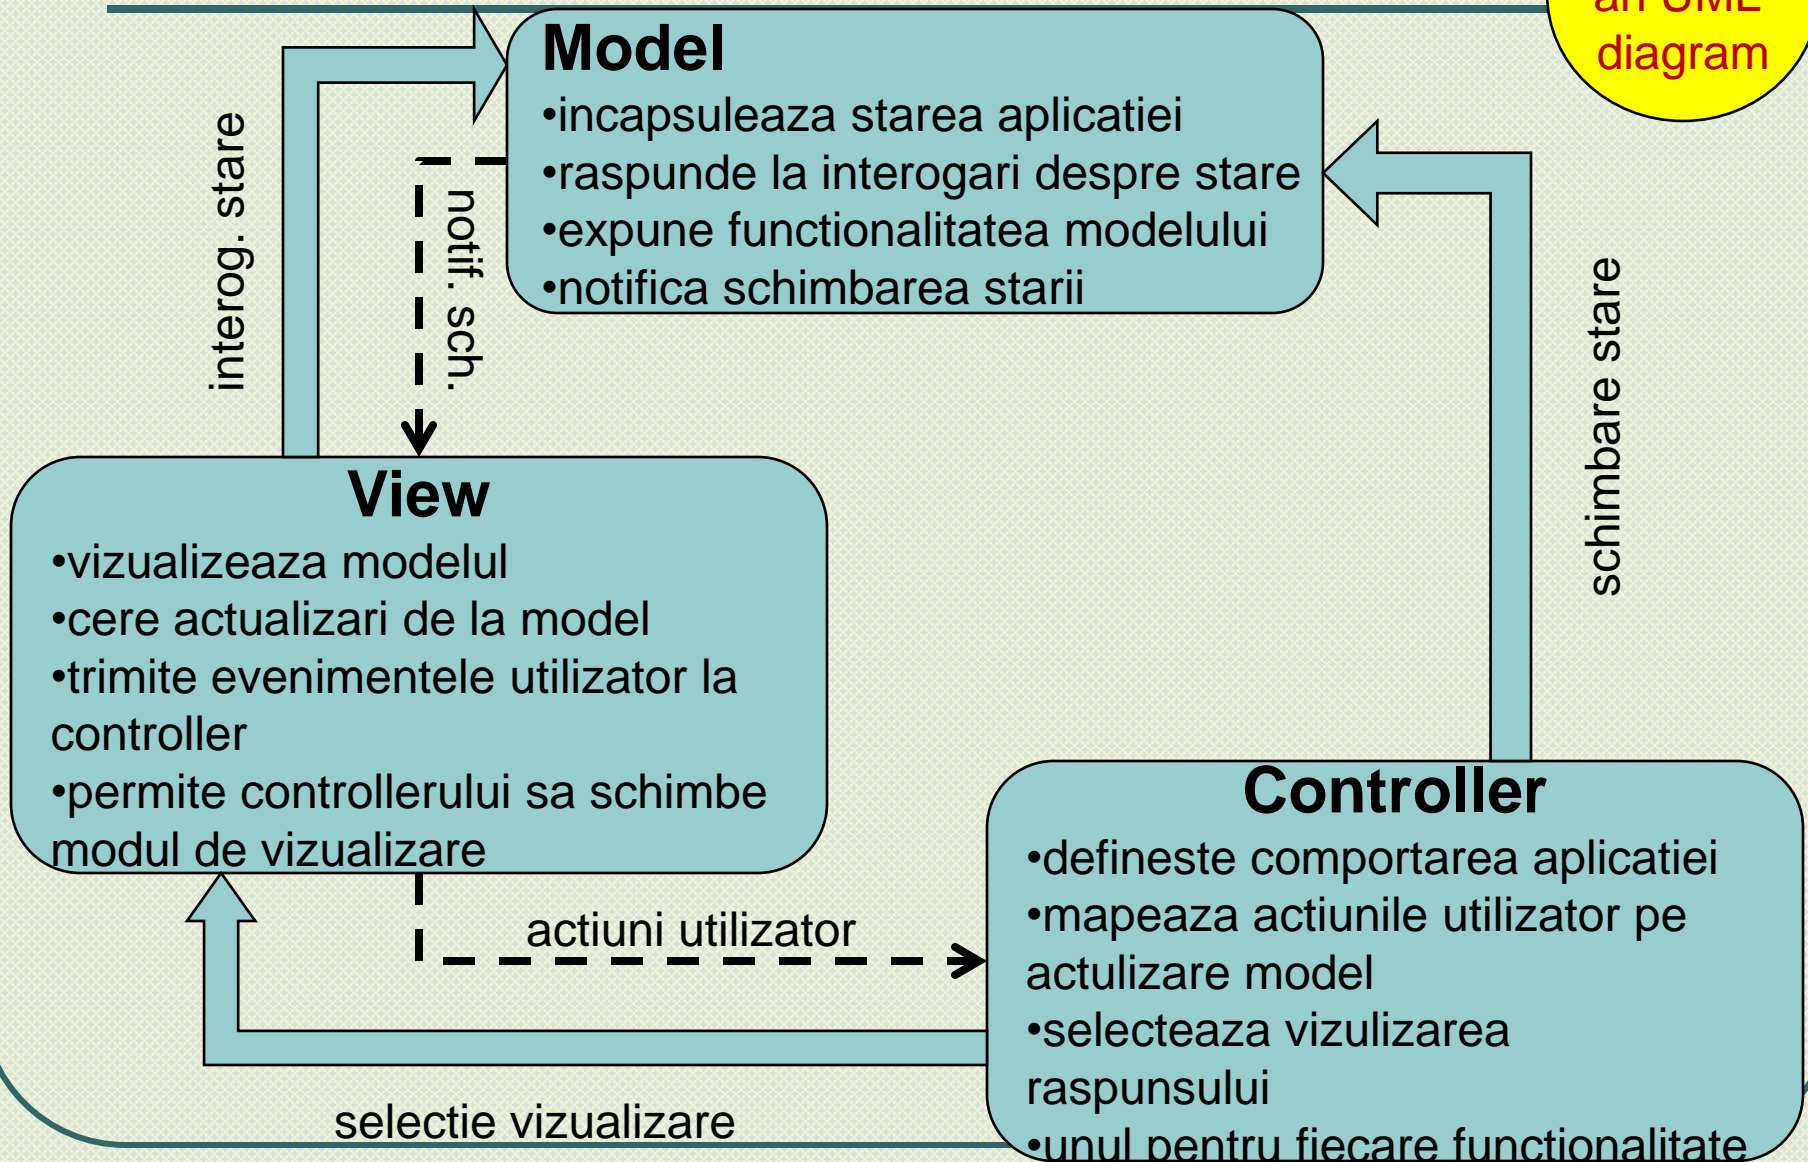 an UML
diagram
Model
•incapsuleaza starea aplicatiei
•raspunde la interogari despre stare
•expune functionalitatea modelului
•notifica schimbarea starii
interog. stare
notif. sch.
schimbare stare
View
•vizualizeaza modelul
•cere actualizari de la model
•trimite evenimentele utilizator la
controller
•permite controllerului sa schimbe
modul de vizualizare
actiuni utilizator
selectie vizualizare
Controller
•defineste comportarea aplicatiei
•mapeaza actiunile utilizator pe
actulizare model
•selecteaza vizulizarea
raspunsului
•unul pentru fiecare functionalitate